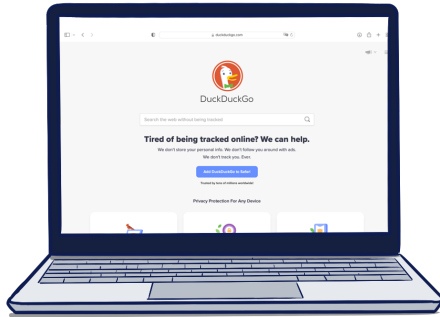 duckduckgo.com
DuckDuckGo
Search the web without being tracked
Tired of being tracked online? We can help.
We don't store your personal info. We don't follow you around with ads.
We don't track you. Ever.
Add DuckDuckGo to Safari
Trusted by tens of millions worldwide!
Privacy Protection For Any Device